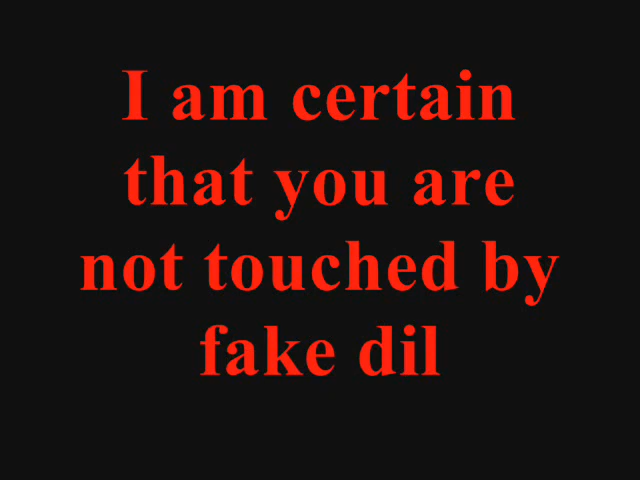 I am certain
that you are
not touched by
fake dil